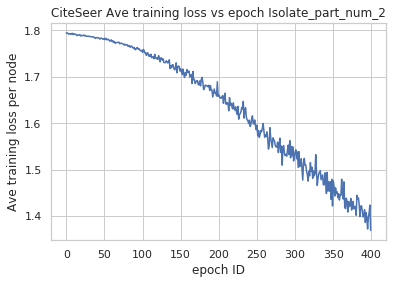 CiteSeer Ave training loss vs epoch Isolate_part_num_2
Ave training loss per node
1.8
1.7
1.6
1.5
1.4
0 50 100 150 200 250 300 350 400
epoch ID